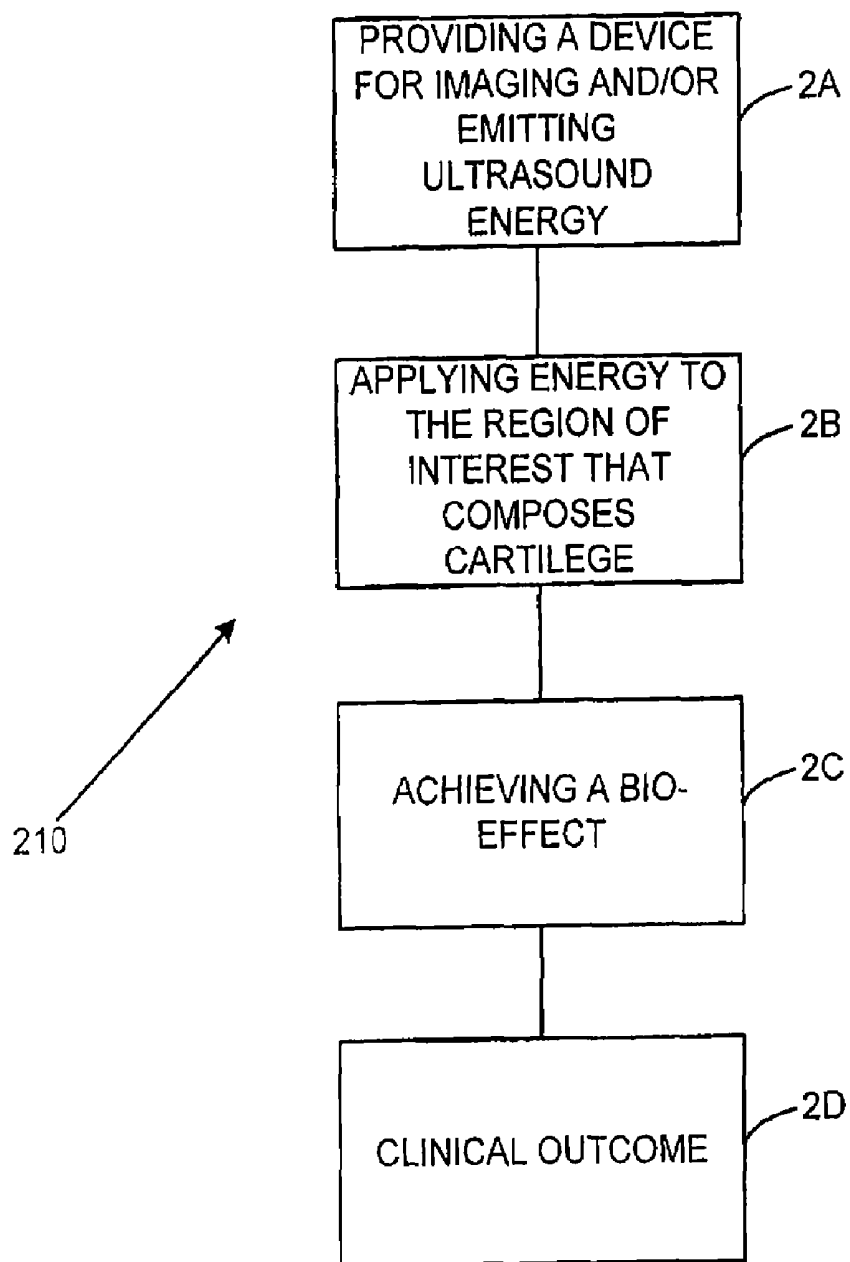 PROVIDING A DEVICE
FOR IMAGING AND/OR
EMITTING
ULTRASOUND
ENERGY
2A
APPLYING ENERGY TO
THE REGION OF
INTEREST THAT
COMPOSES
CARTILEGE
2B
ACHIEVING A BIO-
EFFECT
2C
210
CLINICAL OUTCOME
2D